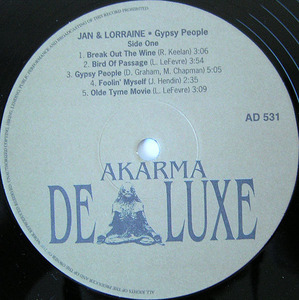 JAN & LORRAINE • Gypsy People
Side One
1. Break Out The Wine (R. Keelan) 3:06
2. Bird Of Passage (L. LeFevre) 3:54
3. Gypsy People (D. Graham, M. Chapman) 5:05
4. Foolin' Myself (J. Hendin) 2:35
5. Olde Tyme Movie (L. LeFevre) 5:09
AD 531
AKARMA
DE LUXE